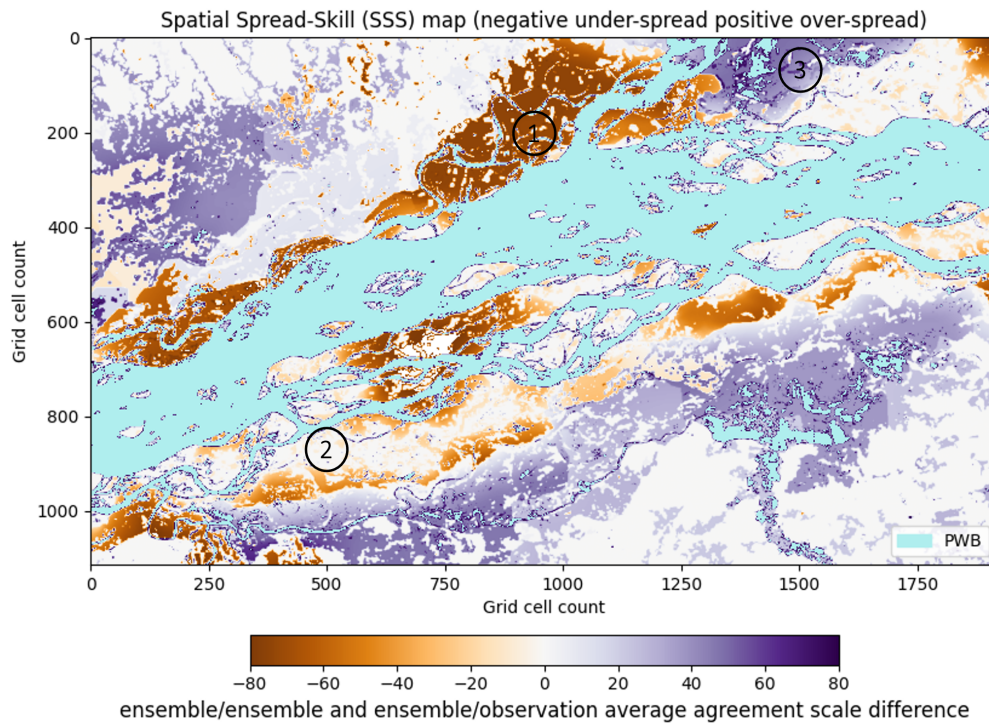 Spatial Spread-Skill (SSS) map (negative under-spread positive over-spread)
0
200
400
600
800
1000
Grid cell count
1
2
3
PWB
0 250 500 750 1000 1250 1500 1750
Grid cell count
−80 −60 −40 −20 0 20 40 60 80
ensemble/ensemble and ensemble/observation average agreement scale difference